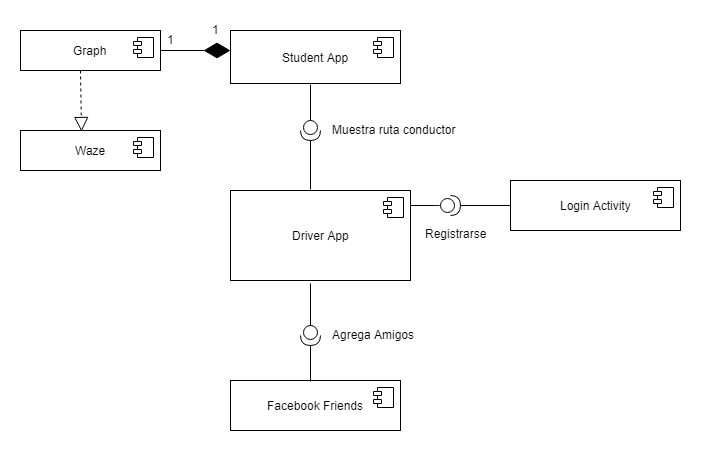 1
1
Graph
Student App
Muestra ruta conductor
Waze
Login Activity
Driver App
Registrarse
Agrega Amigos
Facebook Friends